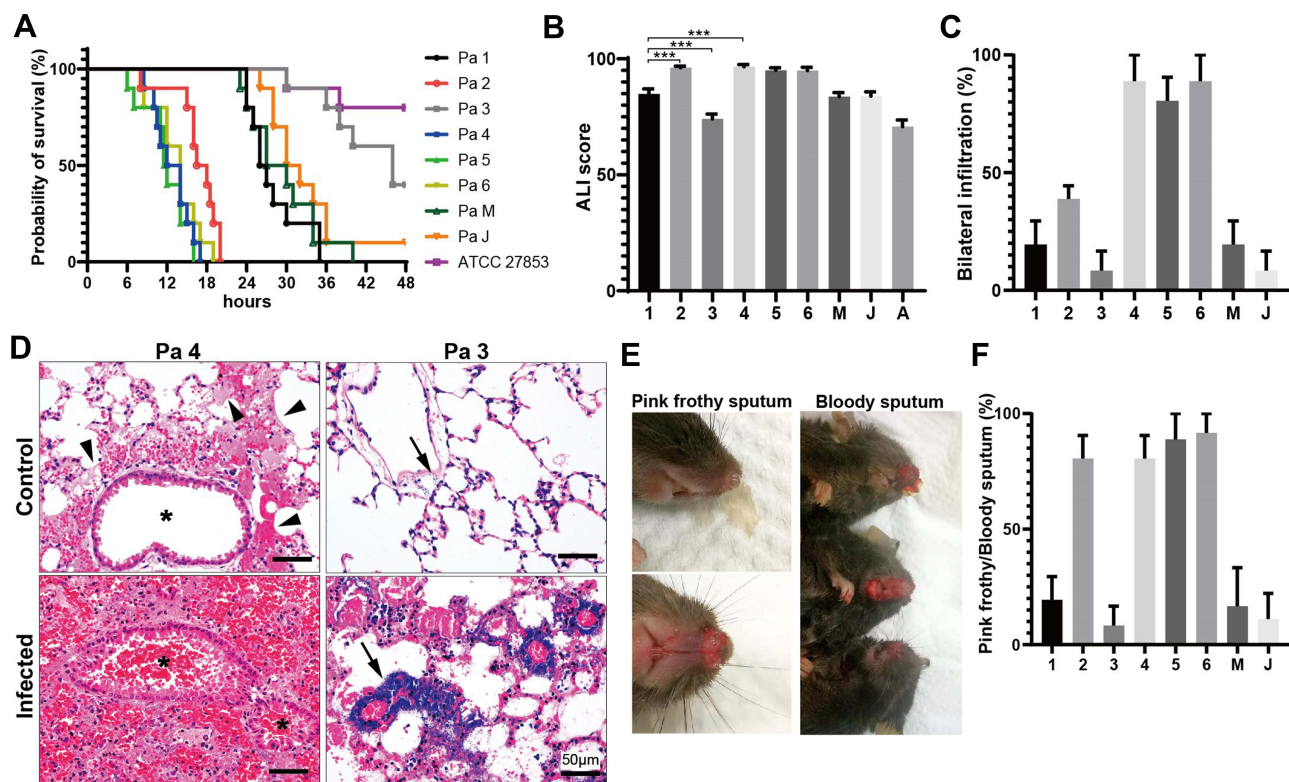 A
Probability of survival (%)
100
50
0
0 6 12 18 24 30 36 42 48
hours
Pa 1
Pa 2
Pa 3
Pa 4
Pa 5
Pa 6
Pa M
Pa J
ATCC 27853
B
ALI score
100
50
0
***
***
***
1 2 3 4 5 6 M J A
C
Bilateral infiltration (%)
100
50
0
1 2 3 4 5 6 M J
D
Pa 4 Pa 3
Control
*
Infected
*
*
50μm
E
Pink frothy sputum Bloody sputum
F
Pink frothy/Bloody sputum (%)
100
50
0
1 2 3 4 5 6 M J